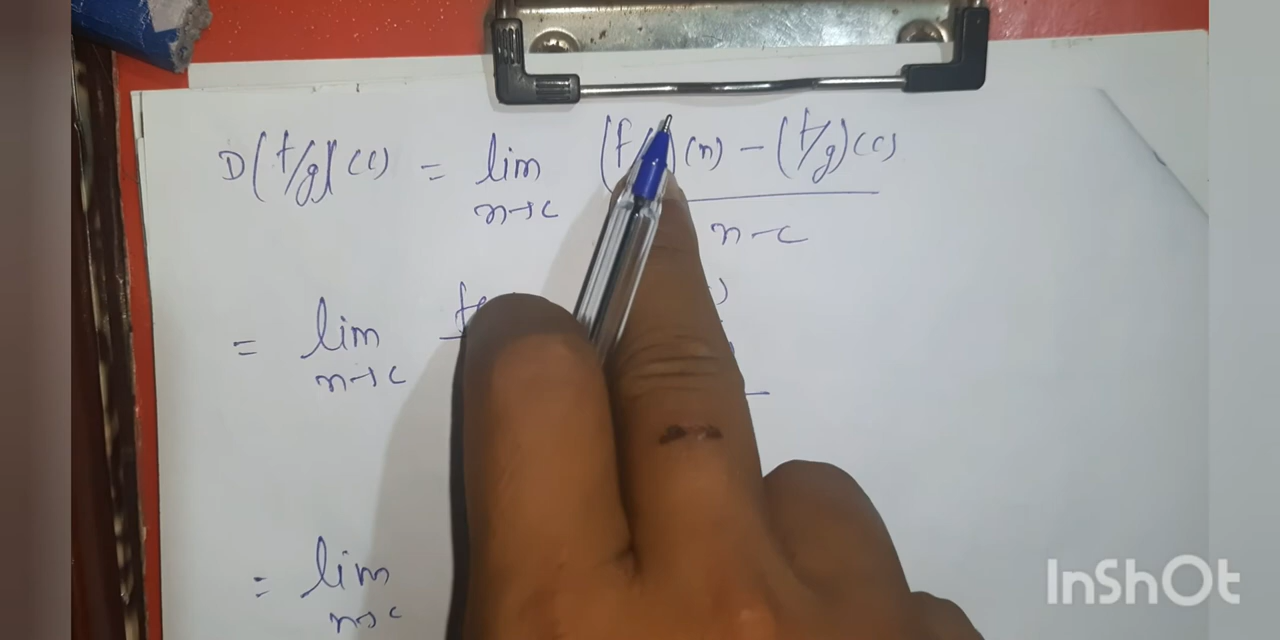 D(f/g)(c) = lim (f/ )(x) - (f/g)(c)
x→c x-c
= lim f
x→c
= lim
x→c
InShOt